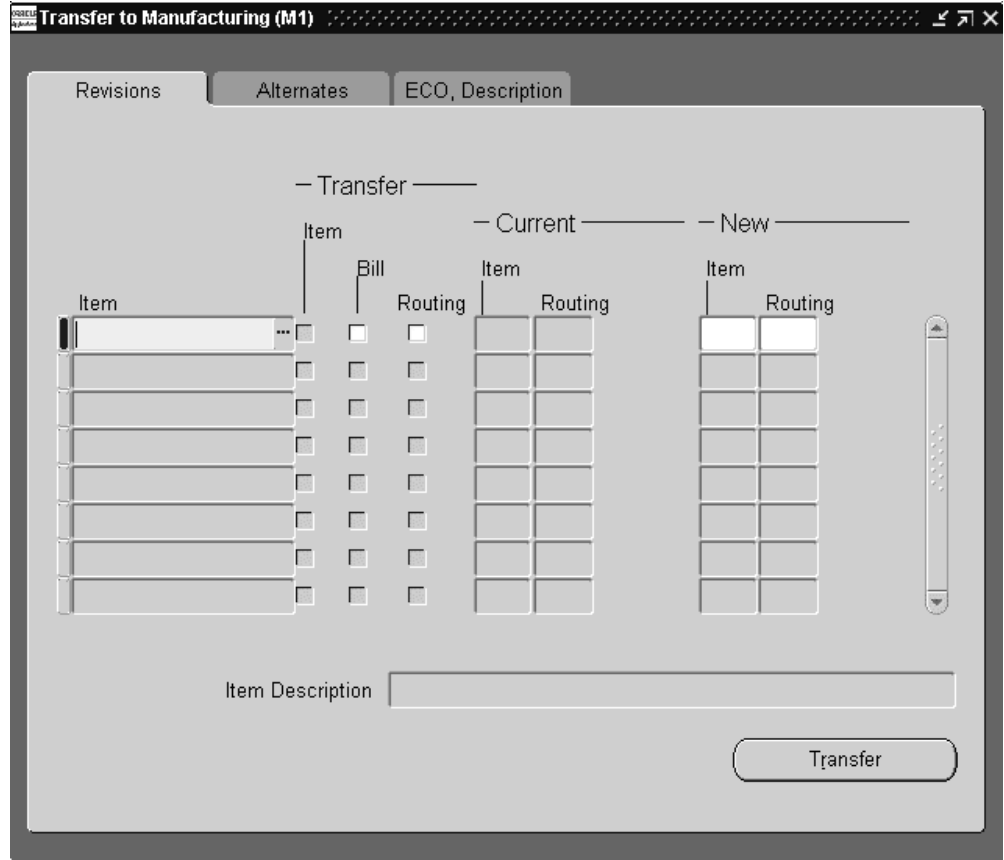 Transfer to Manufacturing (M1)
Revisions Alternates ECO, Description
Transfer
Current New
Item
Bill Item Item
Item Routing Routing Routing
...
Item Description
Transfer